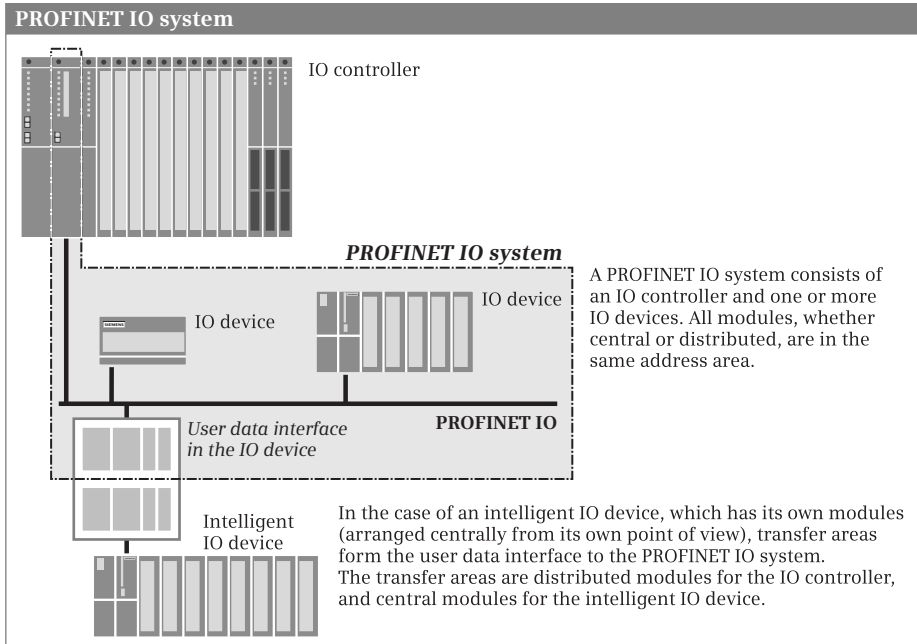 PROFINET IO system
IO controller
PROFINET IO system
IO device
SIEMENS
IO device
A PROFINET IO system consists of
an IO controller and one or more
IO devices. All modules, whether
central or distributed, are in the
same address area.
PROFINET IO
User data interface
in the IO device
Intelligent
IO device
In the case of an intelligent IO device, which has its own modules
(arranged centrally from its own point of view), transfer areas
form the user data interface to the PROFINET IO system.
The transfer areas are distributed modules for the IO controller,
and central modules for the intelligent IO device.